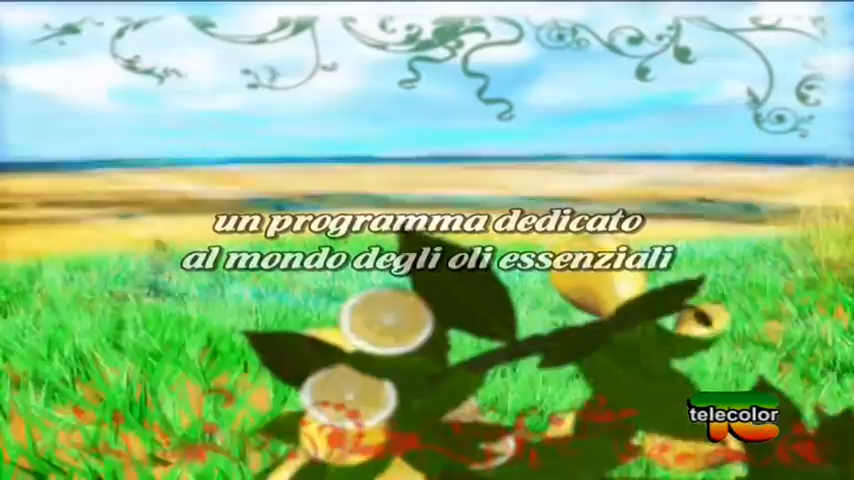 un programma dedicato
al mondo degli oli essenziali
telecolor